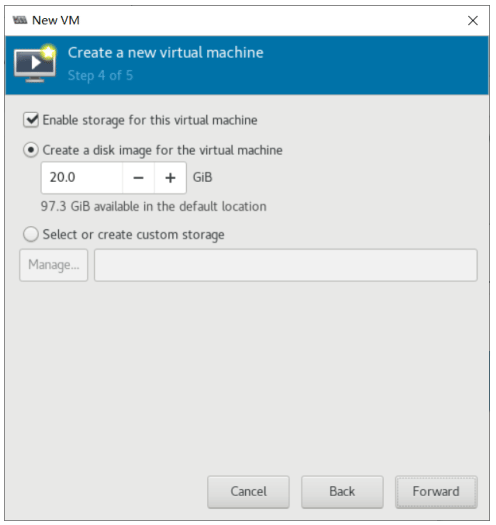 New VM
Create a new virtual machine
Step 4 of 5
Enable storage for this virtual machine
Create a disk image for the virtual machine
20.0 − + GiB
97.3 GiB available in the default location
Select or create custom storage
Manage...
Cancel Back Forward